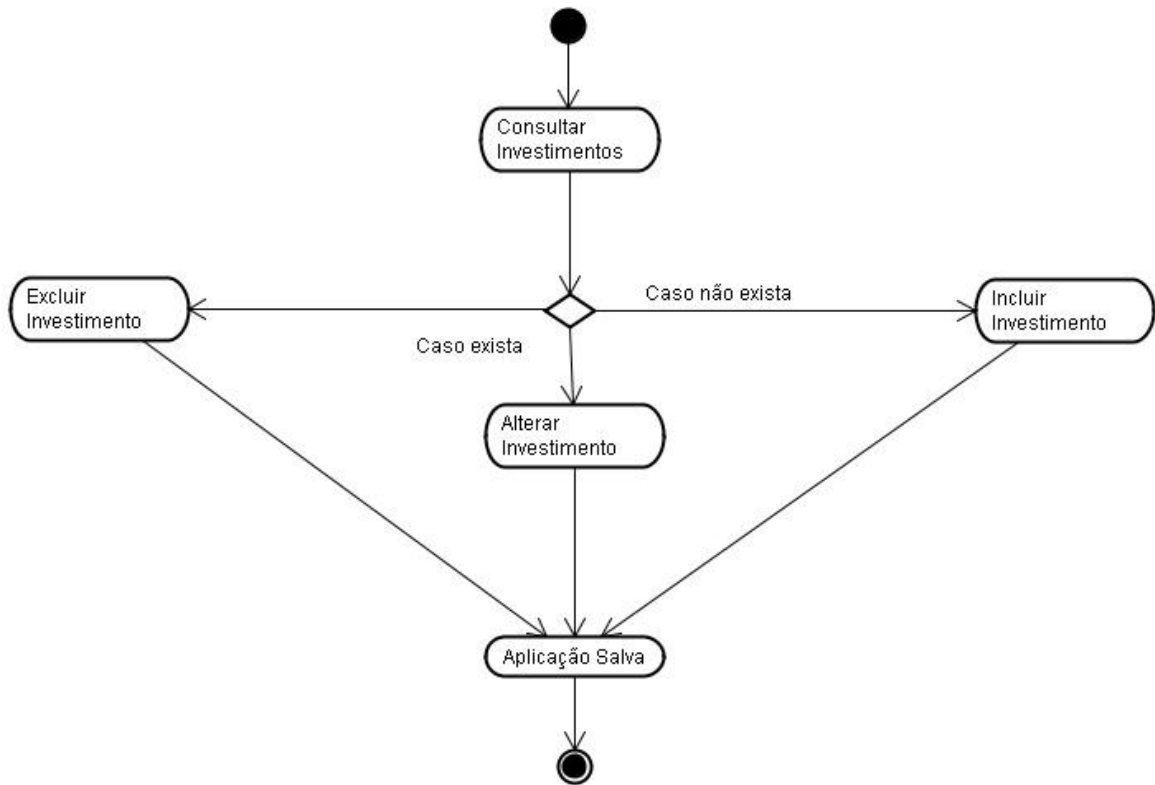 Consultar
Investimentos
Excluir
Investimento
Caso não exista
Incluir
Investimento
Caso exista
Alterar
Investimento
Aplicação Salva